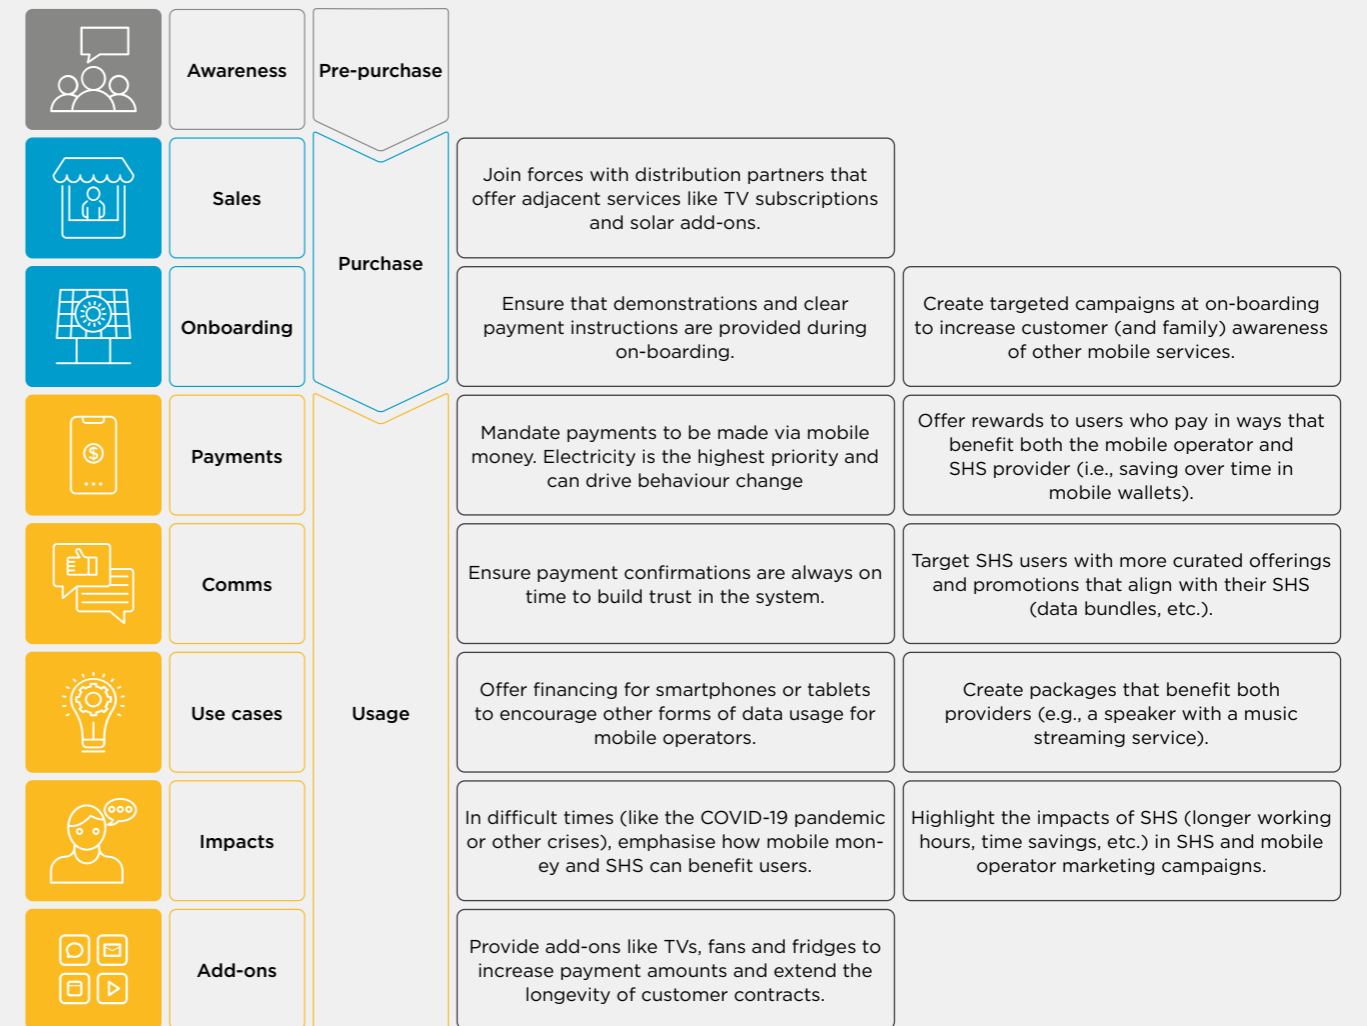 Awareness
Pre-purchase
Sales
Purchase
Join forces with distribution partners that
offer adjacent services like TV subscriptions
and solar add-ons.
Onboarding
Ensure that demonstrations and clear
payment instructions are provided during
on-boarding.
Create targeted campaigns at on-boarding
to increase customer (and family) awareness
of other mobile services.
Payments
Mandate payments to be made via mobile
money. Electricity is the highest priority and
can drive behaviour change
Offer rewards to users who pay in ways that
benefit both the mobile operator and
SHS provider (i.e., saving over time in
mobile wallets).
Comms
Ensure payment confirmations are always on
time to build trust in the system.
Target SHS users with more curated offerings
and promotions that align with their SHS
(data bundles, etc.).
Use cases
Usage
Offer financing for smartphones or tablets
to encourage other forms of data usage for
mobile operators.
Create packages that benefit both
providers (e.g., a speaker with a music
streaming service).
Impacts
In difficult times (like the COVID-19 pandemic
or other crises), emphasise how mobile mon-
ey and SHS can benefit users.
Highlight the impacts of SHS (longer working
hours, time savings, etc.) in SHS and mobile
operator marketing campaigns.
Add-ons
Provide add-ons like TVs, fans and fridges to
increase payment amounts and extend the
longevity of customer contracts.